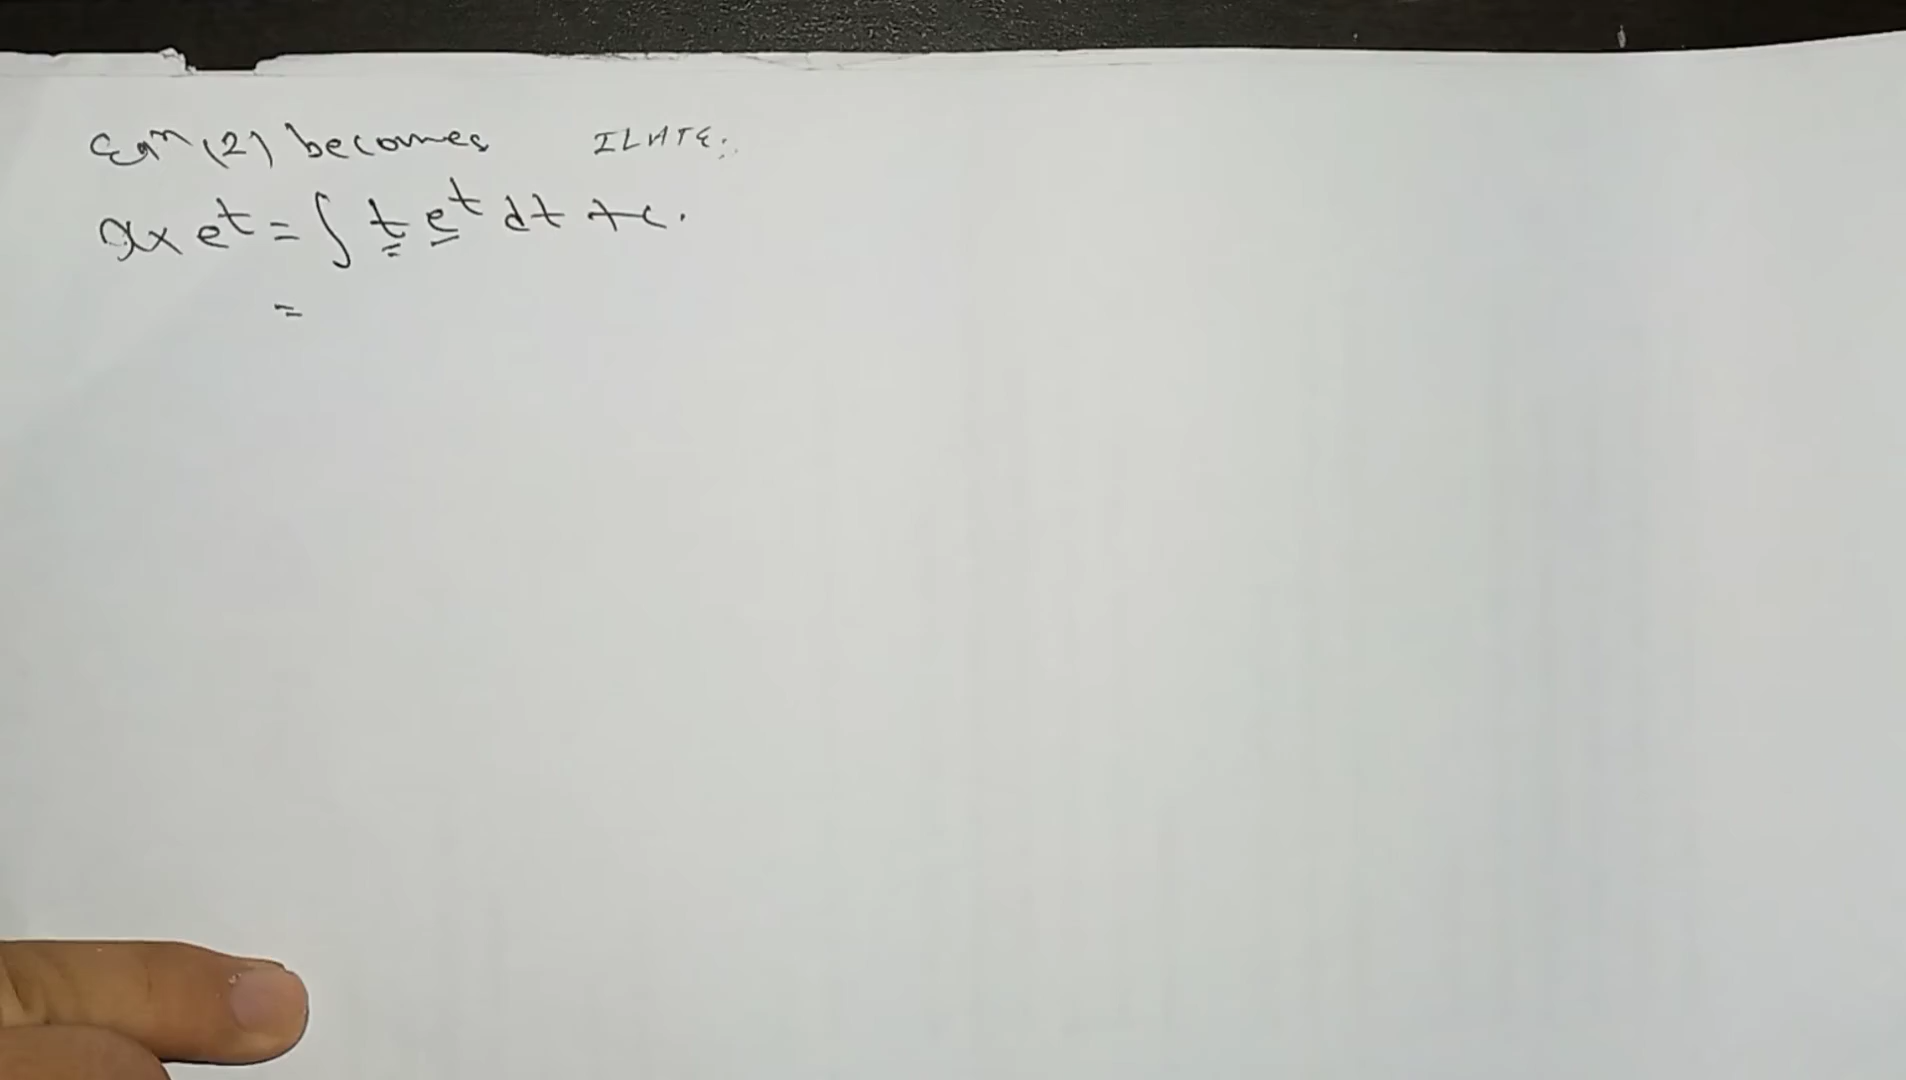 Eqⁿ (2) becomes ILATE.
x × e^t = ∫ t e^t dt + c.
=